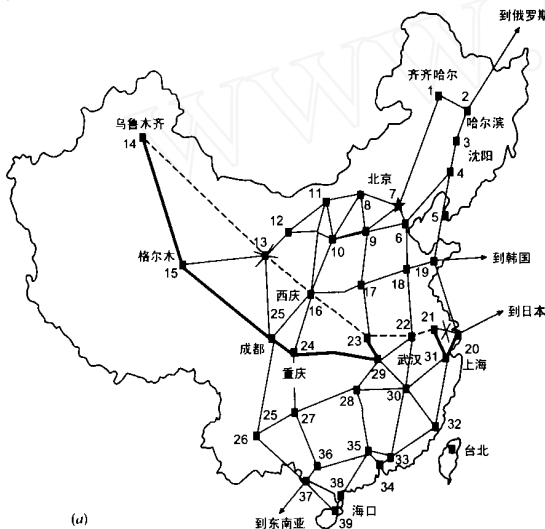 到俄罗斯
齐齐哈尔
1
2
哈尔滨
3
沈阳
乌鲁木齐
14
4
北京
11
8
7
12
5
13
10
9
6
格尔木
15
19
到韩国
西庆
16
17
18
到日本
25
21
23
22
20
成都
24
武汉
31
上海
重庆
29
28
30
25
27
26
32
35
台北
36
33
34
37
38
海口
39
(a)
到东南亚